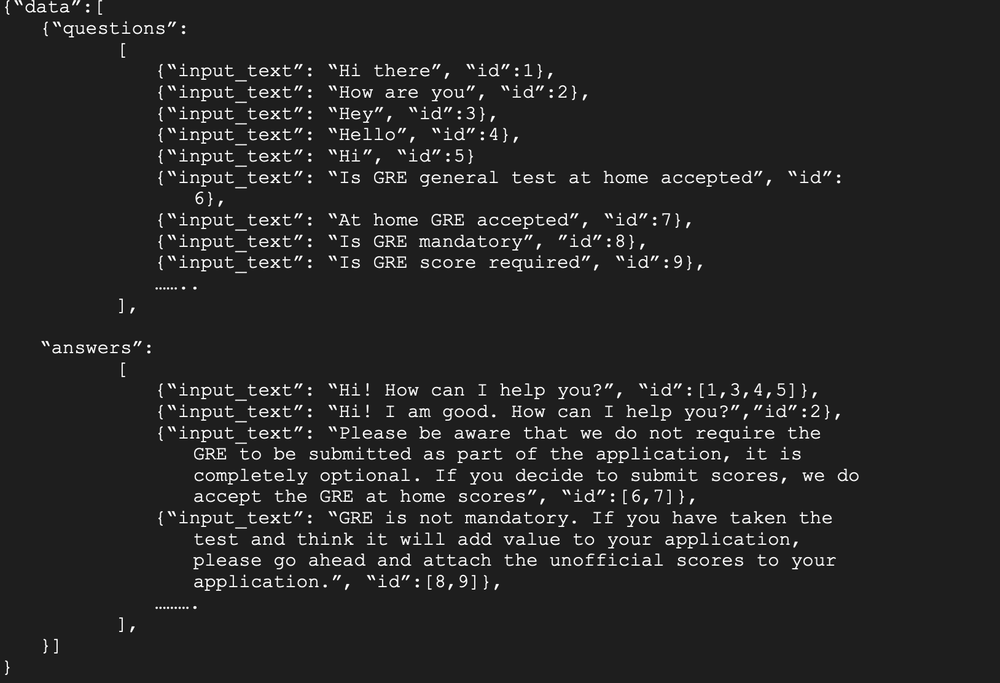 {“data”:[
{“questions”:
[
{“input_text”: “Hi there”, “id”:1},
{“input_text”: “How are you”, “id”:2},
{“input_text”: “Hey”, “id”:3},
{“input_text”: “Hello”, “id”:4},
{“input_text”: “Hi”, “id”:5}
{“input_text”: “Is GRE general test at home accepted”, “id”:
6},
{“input_text”: “At home GRE accepted”, “id”:7},
{“input_text”: “Is GRE mandatory”, ”id”:8},
{“input_text”: “Is GRE score required”, “id”:9},
……..
],
“answers”:
[
{“input_text”: “Hi! How can I help you?”, “id”:[1,3,4,5]},
{“input_text”: “Hi! I am good. How can I help you?”,”id”:2},
{“input_text”: “Please be aware that we do not require the
GRE to be submitted as part of the application, it is
completely optional. If you decide to submit scores, we do
accept the GRE at home scores”, “id”:[6,7]},
{“input_text”: “GRE is not mandatory. If you have taken the
test and think it will add value to your application,
please go ahead and attach the unofficial scores to your
application.”, “id”:[8,9]},
……….
],
}]
}